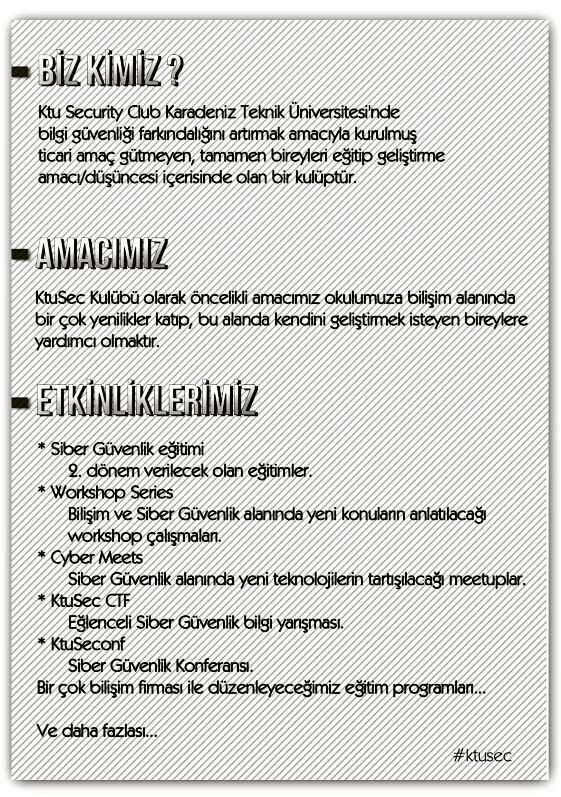 BİZ KİMİZ ?
Ktu Security Club Karadeniz Teknik Üniversitesi'nde
bilgi güvenliği farkındalığını artırmak amacıyla kurulmuş
ticari amaç gütmeyen, tamamen bireyleri eğitip geliştirme
amacı/düşüncesi içerisinde olan bir kulüptür.
AMACIMIZ
KtuSec Kulübü olarak öncelikli amacımız okulumuza bilişim alanında
bir çok yenilikler katıp, bu alanda kendini geliştirmek isteyen bireylere
yardımcı olmaktır.
ETKİNLİKLERİMİZ
* Siber Güvenlik eğitimi
2. dönem verilecek olan eğitimler.
* Workshop Series
Bilişim ve Siber Güvenlik alanında yeni konuların anlatılacağı
workshop çalışmaları.
* Cyber Meets
Siber Güvenlik alanında yeni teknolojilerin tartışılacağı meetuplar.
* KtuSec CTF
Eğlenceli Siber Güvenlik bilgi yarışması.
* KtuSeconf
Siber Güvenlik Konferansı.
Bir çok bilişim firması ile düzenleyeceğimiz eğitim programları...
Ve daha fazlası...
#ktusec